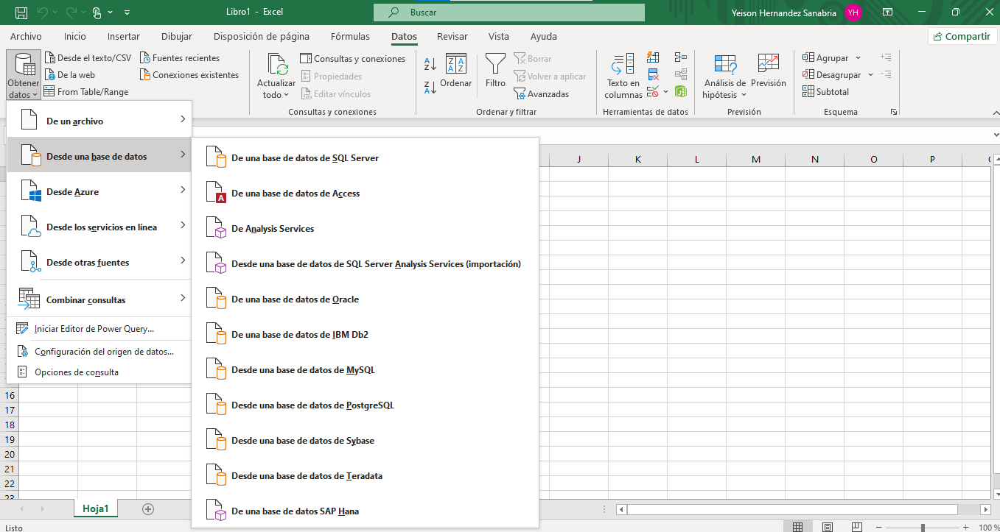 Libro1 - Excel
Buscar
Yeison Hernandez Sanabria
YH
Archivo
Inicio
Insertar
Dibujar
Disposición de página
Fórmulas
Datos
Revisar
Vista
Ayuda
Compartir
Obtener
datos
Desde el texto/CSV
De la web
From Table/Range
Fuentes recientes
Conexiones existentes
Actualizar
todo
Consultas y conexiones
Propiedades
Editar vínculos
Consultas y conexiones
Ordenar
Filtro
Borrar
Volver a aplicar
Avanzadas
Ordenar y filtrar
Texto en
columnas
Herramientas de datos
Análisis de
hipótesis
Previsión
Previsión
Agrupar
Desagrupar
Subtotal
Esquema
De un archivo
Desde una base de datos
Desde Azure
Desde los servicios en línea
Desde otras fuentes
Combinar consultas
Iniciar Editor de Power Query...
Configuración del origen de datos...
Opciones de consulta
De una base de datos de SQL Server
De una base de datos de Access
De Analysis Services
Desde una base de datos de SQL Server Analysis Services (importación)
De una base de datos de Oracle
De una base de datos de IBM Db2
Desde una base de datos de MySQL
Desde una base de datos de PostgreSQL
Desde una base de datos de Sybase
Desde una base de datos de Teradata
De una base de datos SAP Hana
J K L M N O P
16
17
18
19
20
21
22
23
Hoja1
Listo
100 %